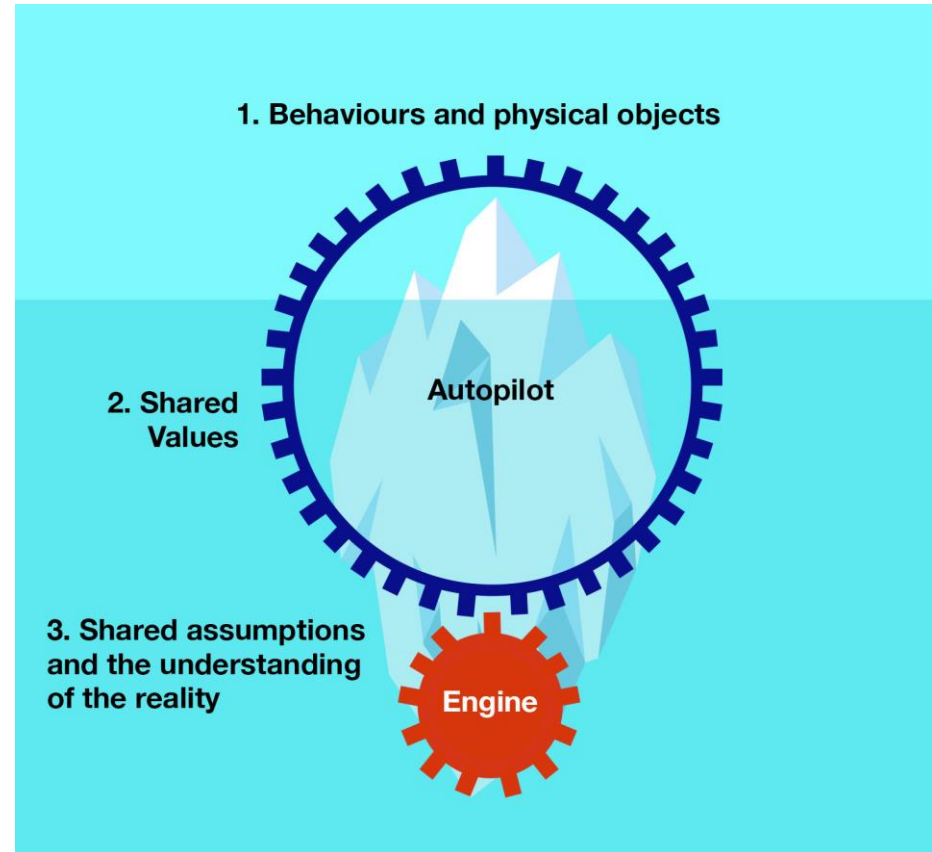 1. Behaviours and physical objects
Autopilot
2. Shared
Values
3. Shared assumptions
and the understanding
of the reality
Engine